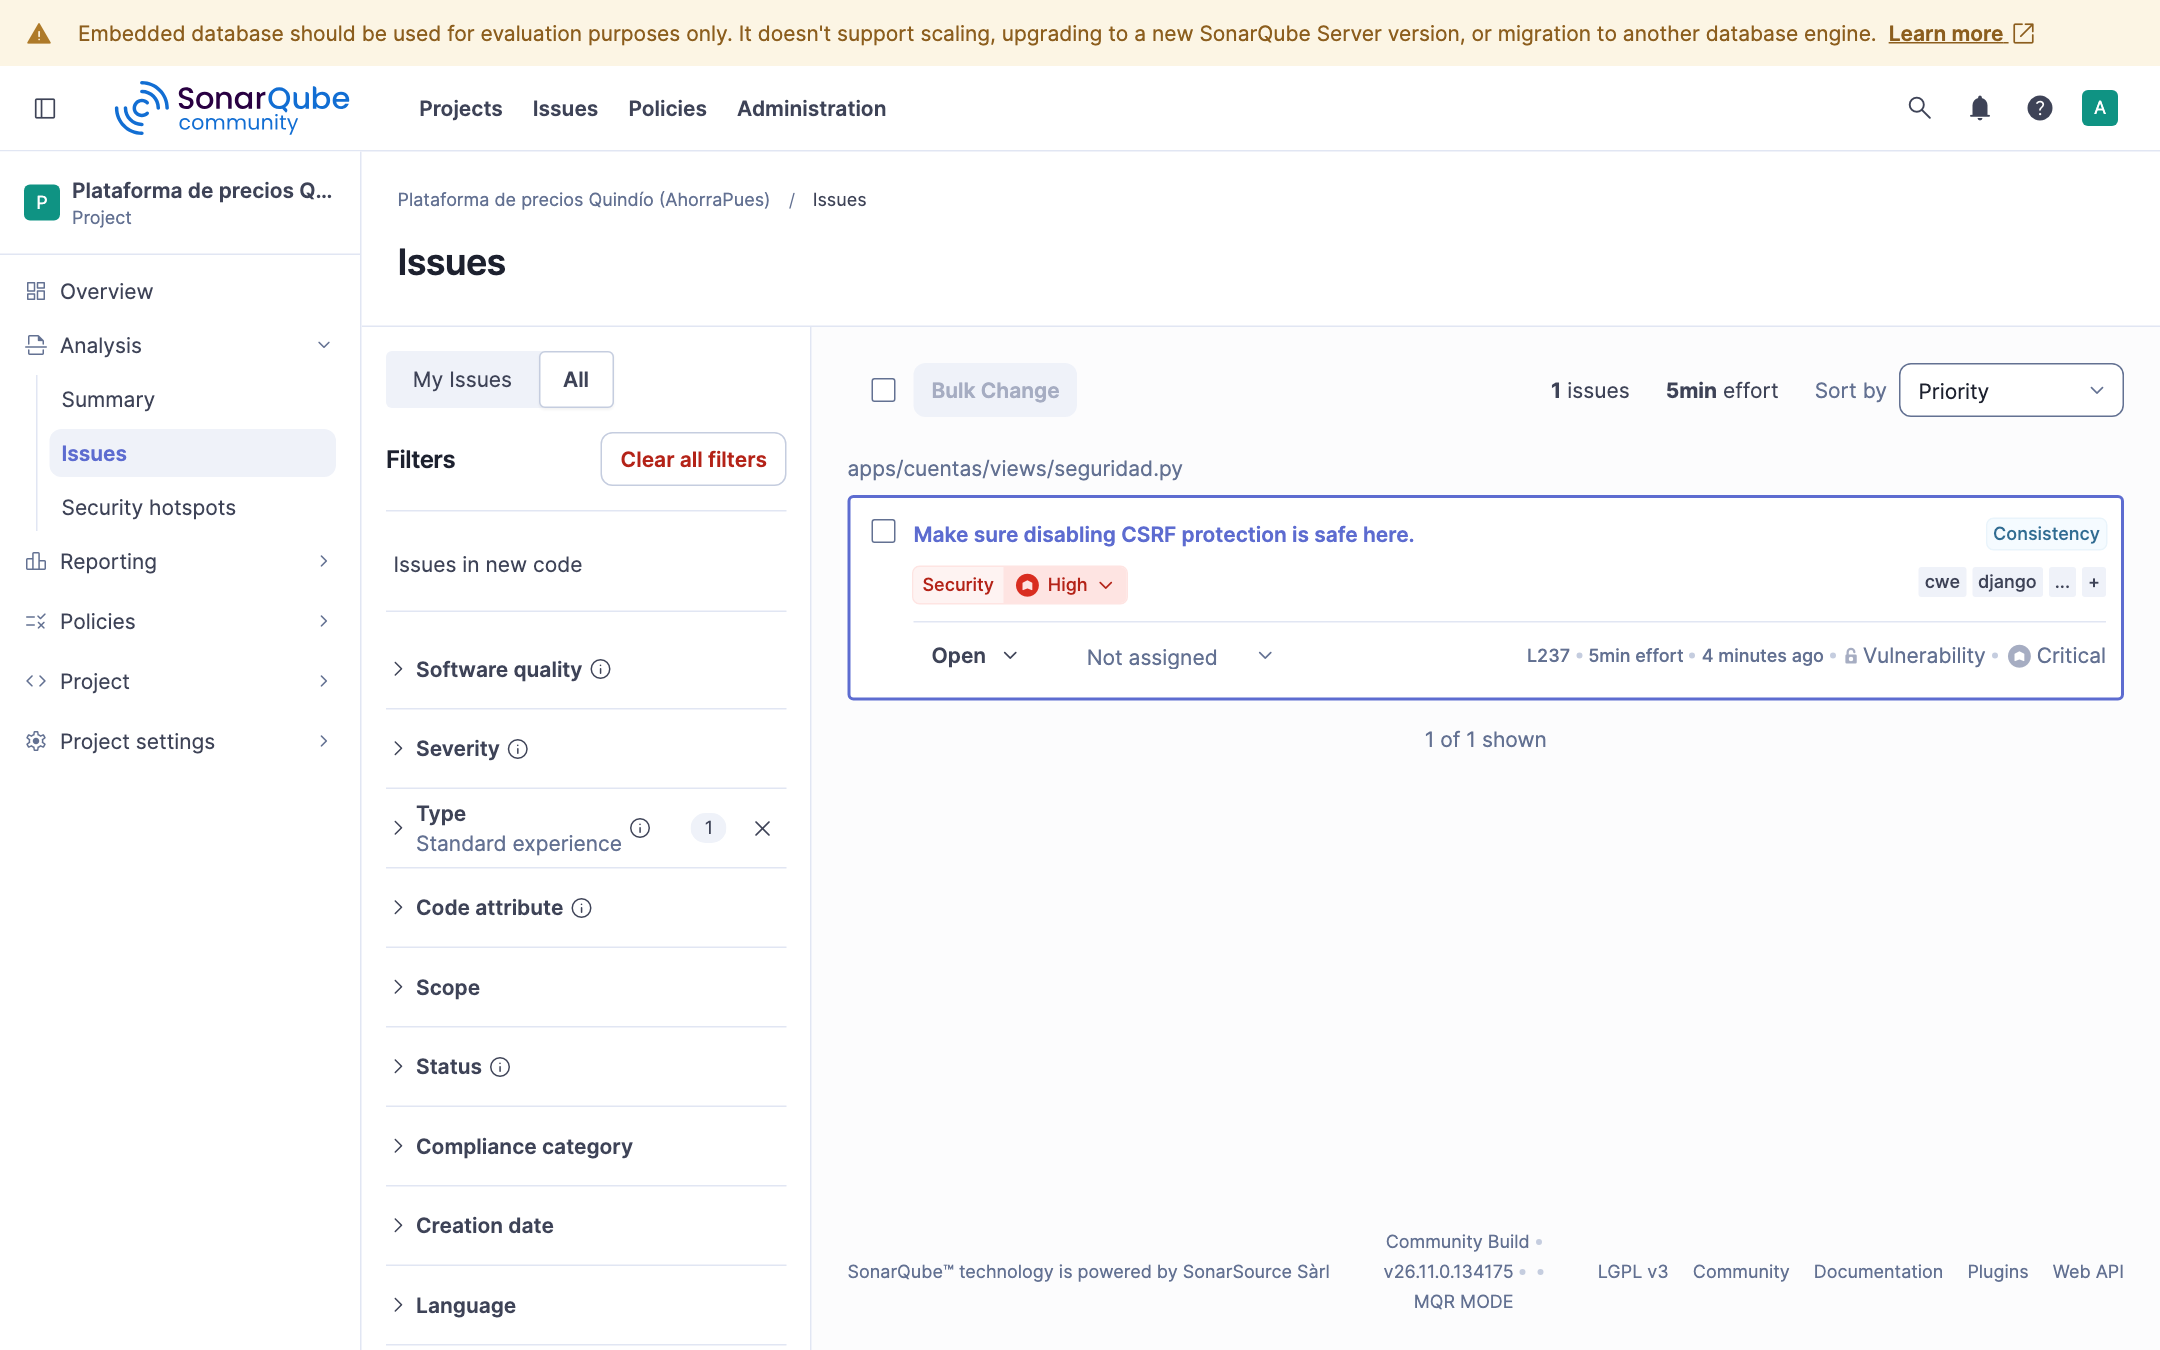 Embedded database should be used for evaluation purposes only. It doesn't support scaling, upgrading to a new SonarQube Server version, or migration to another database engine. Learn more
SonarQube community
Projects Issues Policies Administration
A
P
Plataforma de precios Q...
Project
Overview
Analysis
Summary
Issues
Security hotspots
Reporting
Policies
Project
Project settings
Plataforma de precios Quindío (AhorraPues) / Issues
Issues
My Issues All
Filters
Clear all filters
Issues in new code
Software quality
Severity
Type
Standard experience
1
Code attribute
Scope
Status
Compliance category
Creation date
Language
Bulk Change
1 issues 5min effort Sort by Priority
apps/cuentas/views/seguridad.py
Make sure disabling CSRF protection is safe here.
Consistency
Security High
cwe django ... +
Open Not assigned
L237 • 5min effort • 4 minutes ago • Vulnerability • Critical
1 of 1 shown
SonarQube™ technology is powered by SonarSource Sàrl
Community Build •
v26.11.0.134175 • •
MQR MODE
LGPL v3 Community Documentation Plugins Web API